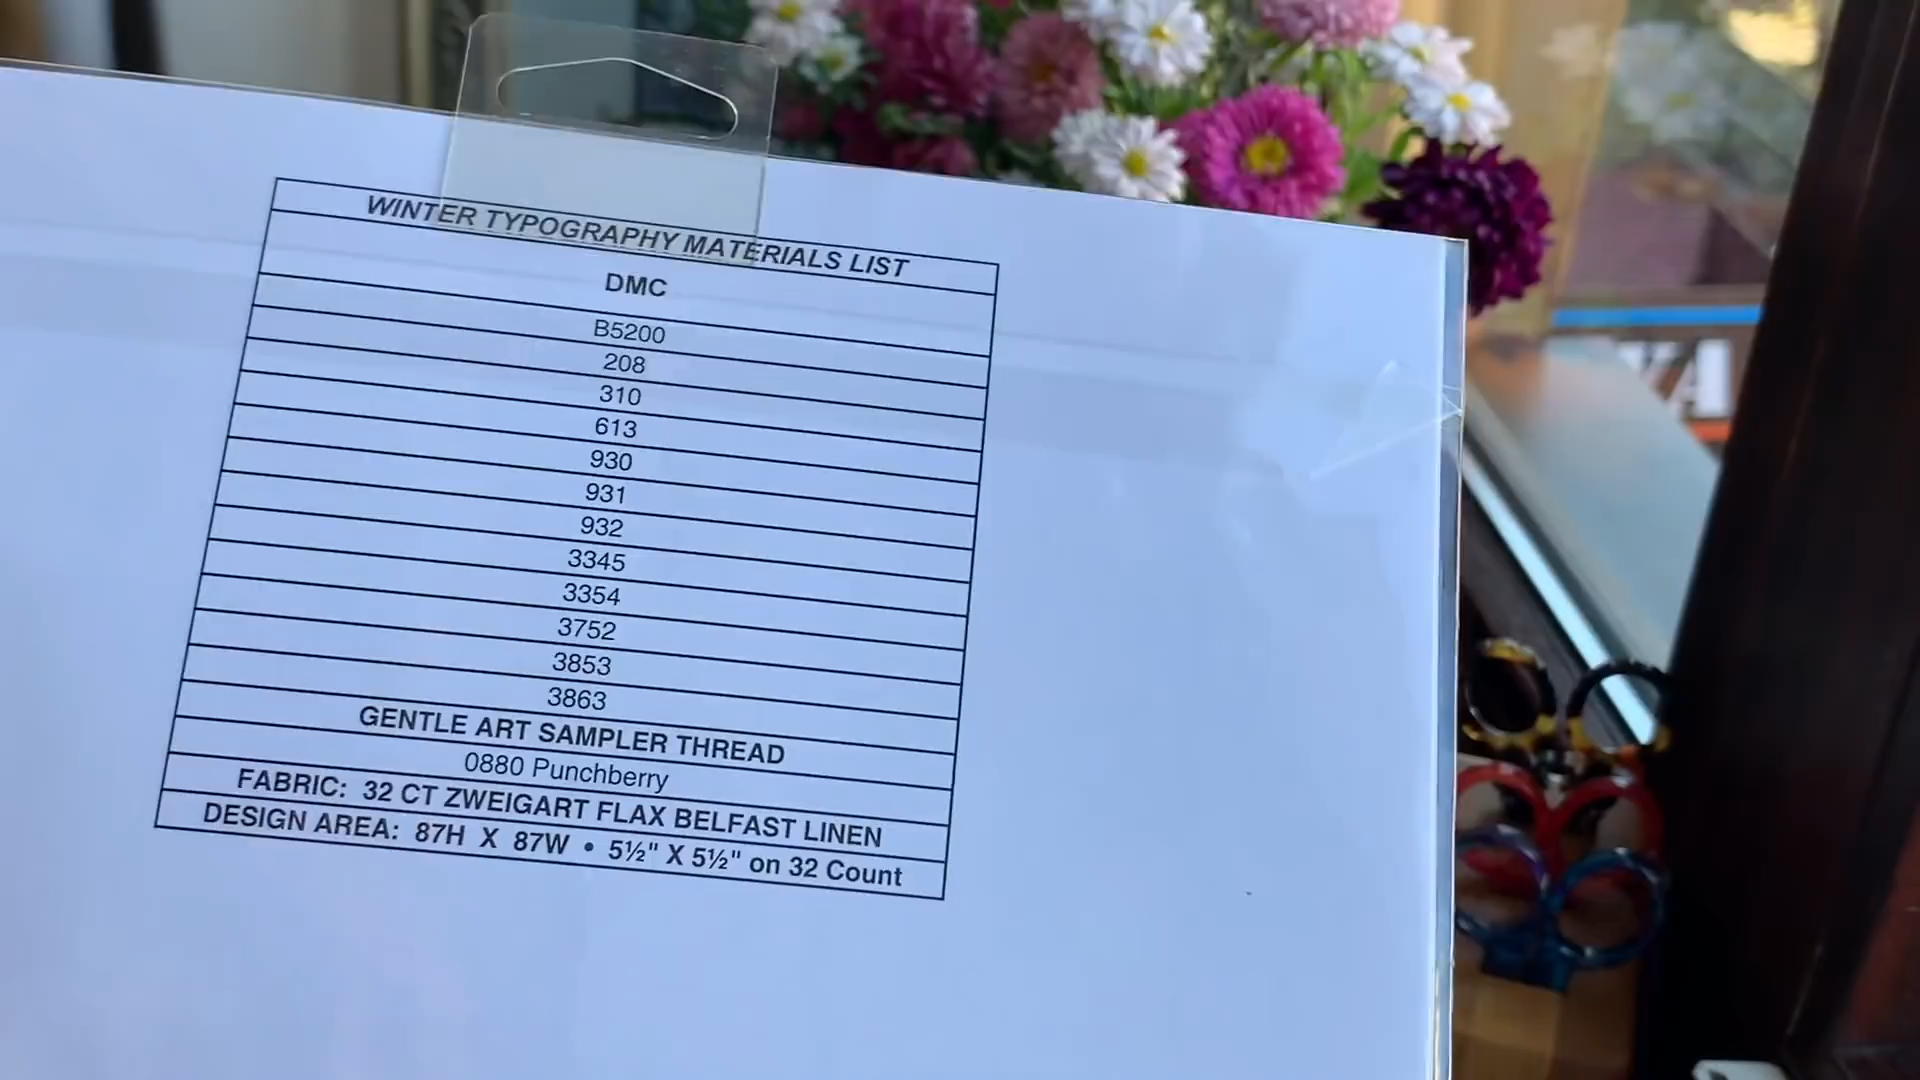 WINTER TYPOGRAPHY MATERIALS LIST
DMC
B5200
208
310
613
930
931
932
3345
3354
3752
3853
3863
GENTLE ART SAMPLER THREAD
0880 Punchberry
FABRIC: 32 CT ZWEIGART FLAX BELFAST LINEN
DESIGN AREA: 87H X 87W • 5½" X 5½" on 32 Count